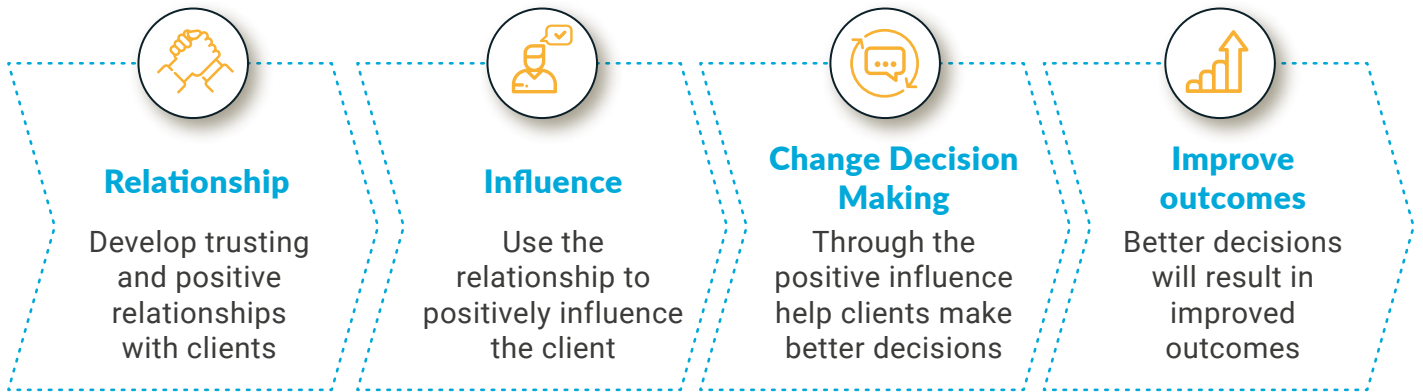 Relationship
Develop trusting
and positive
relationships
with clients
Influence
Use the
relationship to
positively influence
the client
Change Decision
Making
Through the
positive influence
help clients make
better decisions
Improve
outcomes
Better decisions
will result in
improved
outcomes